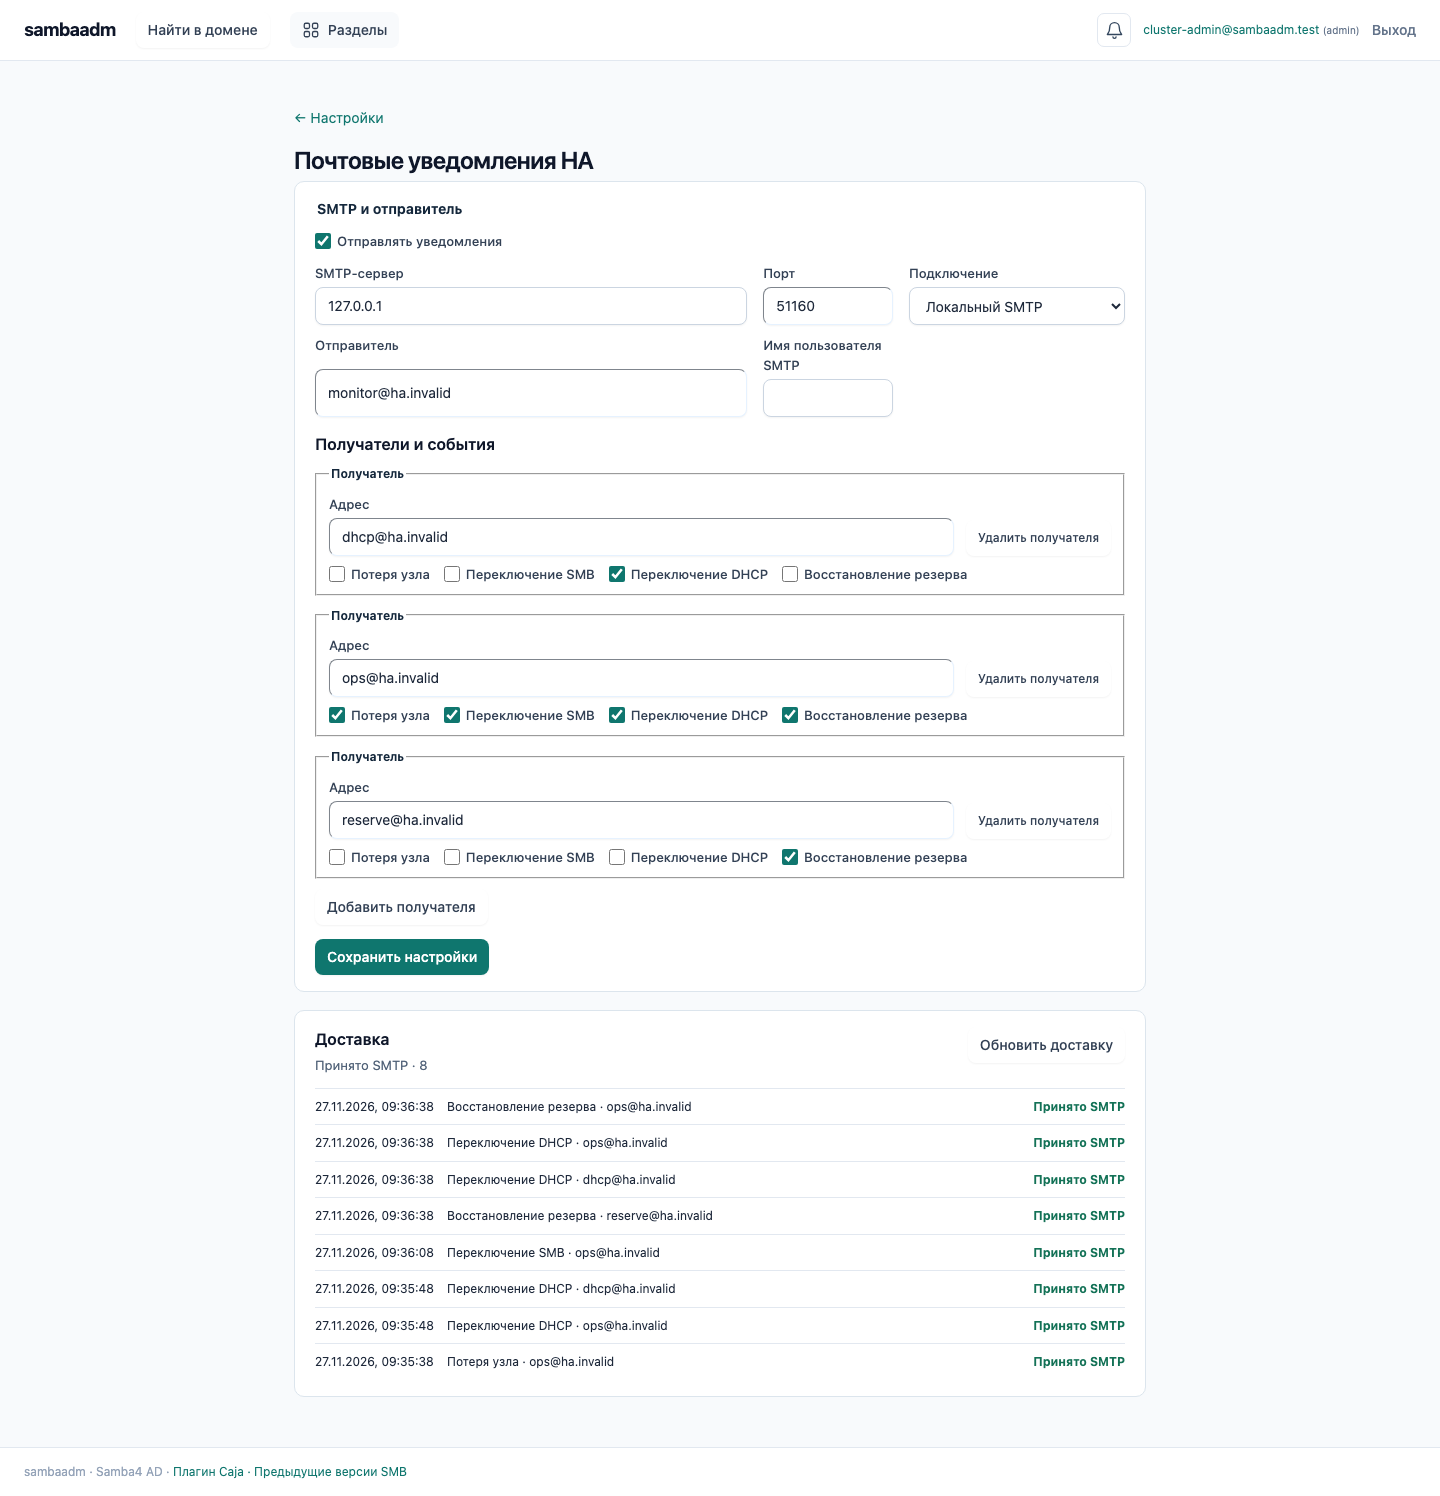 sambaadm Найти в домене Разделы cluster-admin@sambaadm.test (admin) Выход
← Настройки
Почтовые уведомления HA
SMTP и отправитель
Отправлять уведомления
SMTP-сервер Порт Подключение
127.0.0.1 51160 Локальный SMTP
Отправитель Имя пользователя
SMTP
monitor@ha.invalid
Получатели и события
Получатель
Адрес
dhcp@ha.invalid Удалить получателя
Потеря узла Переключение SMB Переключение DHCP Восстановление резерва
Получатель
Адрес
ops@ha.invalid Удалить получателя
Потеря узла Переключение SMB Переключение DHCP Восстановление резерва
Получатель
Адрес
reserve@ha.invalid Удалить получателя
Потеря узла Переключение SMB Переключение DHCP Восстановление резерва
Добавить получателя
Сохранить настройки
Доставка
Принято SMTP · 8 Обновить доставку
27.11.2026, 09:36:38 Восстановление резерва · ops@ha.invalid Принято SMTP
27.11.2026, 09:36:38 Переключение DHCP · ops@ha.invalid Принято SMTP
27.11.2026, 09:36:38 Переключение DHCP · dhcp@ha.invalid Принято SMTP
27.11.2026, 09:36:38 Восстановление резерва · reserve@ha.invalid Принято SMTP
27.11.2026, 09:36:08 Переключение SMB · ops@ha.invalid Принято SMTP
27.11.2026, 09:35:48 Переключение DHCP · dhcp@ha.invalid Принято SMTP
27.11.2026, 09:35:48 Переключение DHCP · ops@ha.invalid Принято SMTP
27.11.2026, 09:35:38 Потеря узла · ops@ha.invalid Принято SMTP
sambaadm · Samba4 AD · Плагин Caja · Предыдущие версии SMB